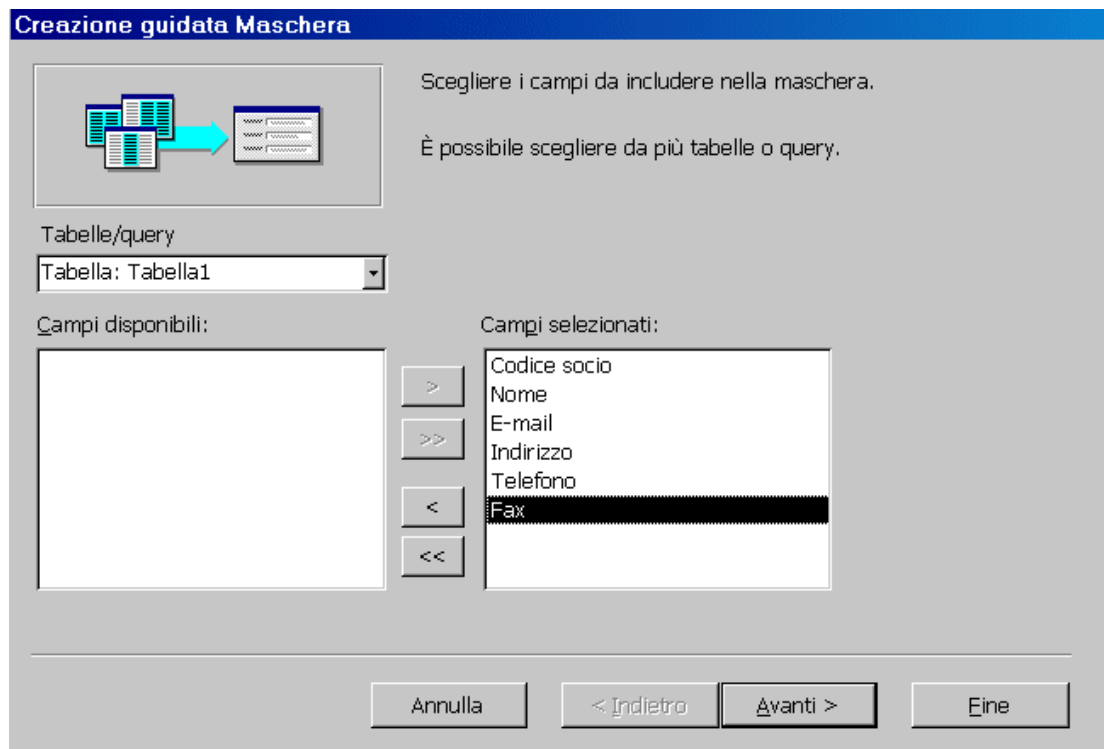 Creazione guidata Maschera
Scegliere i campi da includere nella maschera.
È possibile scegliere da più tabelle o query.
Tabelle/query
Tabella: Tabella1
Campi disponibili:
Campi selezionati:
>
>>
<
<<
Codice socio
Nome
E-mail
Indirizzo
Telefono
Fax
Annulla
< Indietro
Avanti >
Fine